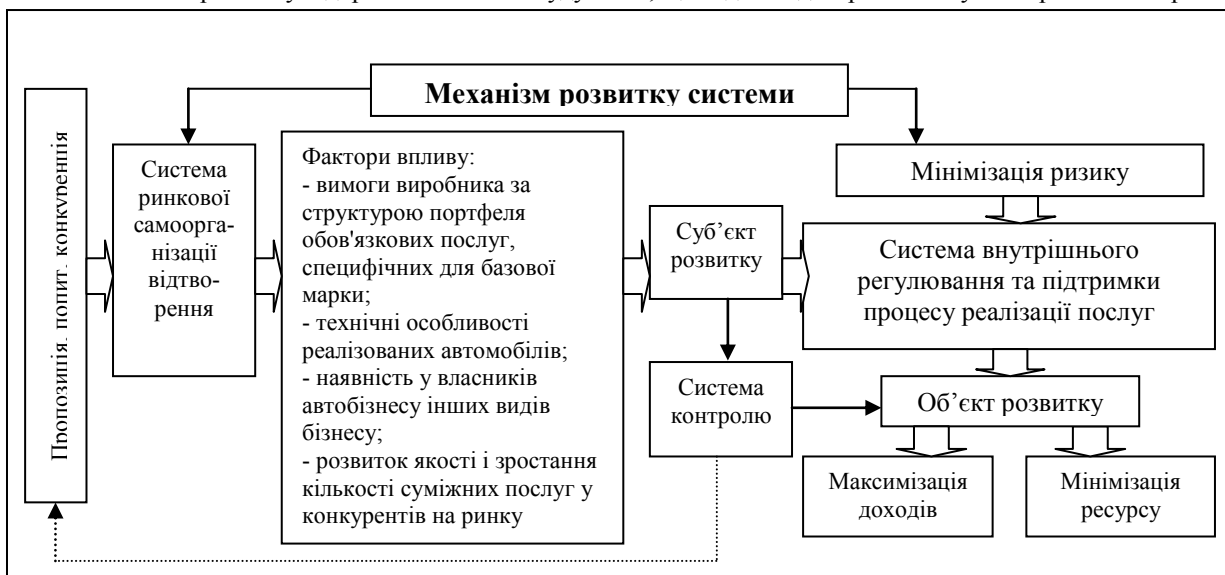 Механізм розвитку системи
Пропозиція, попит, конкуренція
Система
ринкової
самоорга-
нізації
відтво-
рення
Фактори впливу:
- вимоги виробника за
структурою портфеля
обов'язкових послуг,
специфічних для базової
марки;
- технічні особливості
реалізованих автомобілів;
- наявність у власників
автобізнесу інших видів
бізнесу;
- розвиток якості і зростання
кількості суміжних послуг у
конкурентів на ринку
Суб’єкт
розвитку
Система
контролю
Мінімізація ризику
Система внутрішнього
регулювання та підтримки
процесу реалізації послуг
Об’єкт розвитку
Максимізація
доходів
Мінімізація
ресурсу